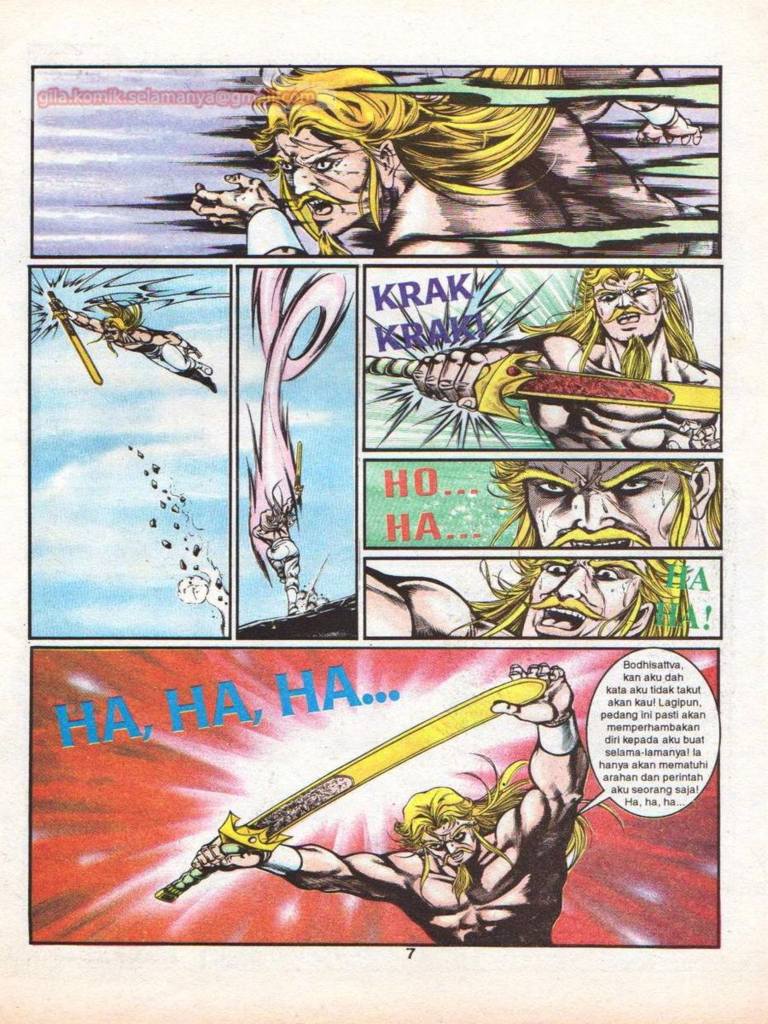 gila.komik.selamanya@gmail.com
KRAK
KRAK!
HO...
HA...
HA
HA!
HA, HA, HA...
Bodhisattva,
kan aku dah
kata aku tidak takut
akan kau! Lagipun,
pedang ini pasti akan
memperhambakan
diri kepada aku buat
selama-lamanya! Ia
hanya akan mematuhi
arahan dan perintah
aku seorang saja!
Ha, ha, ha...
7